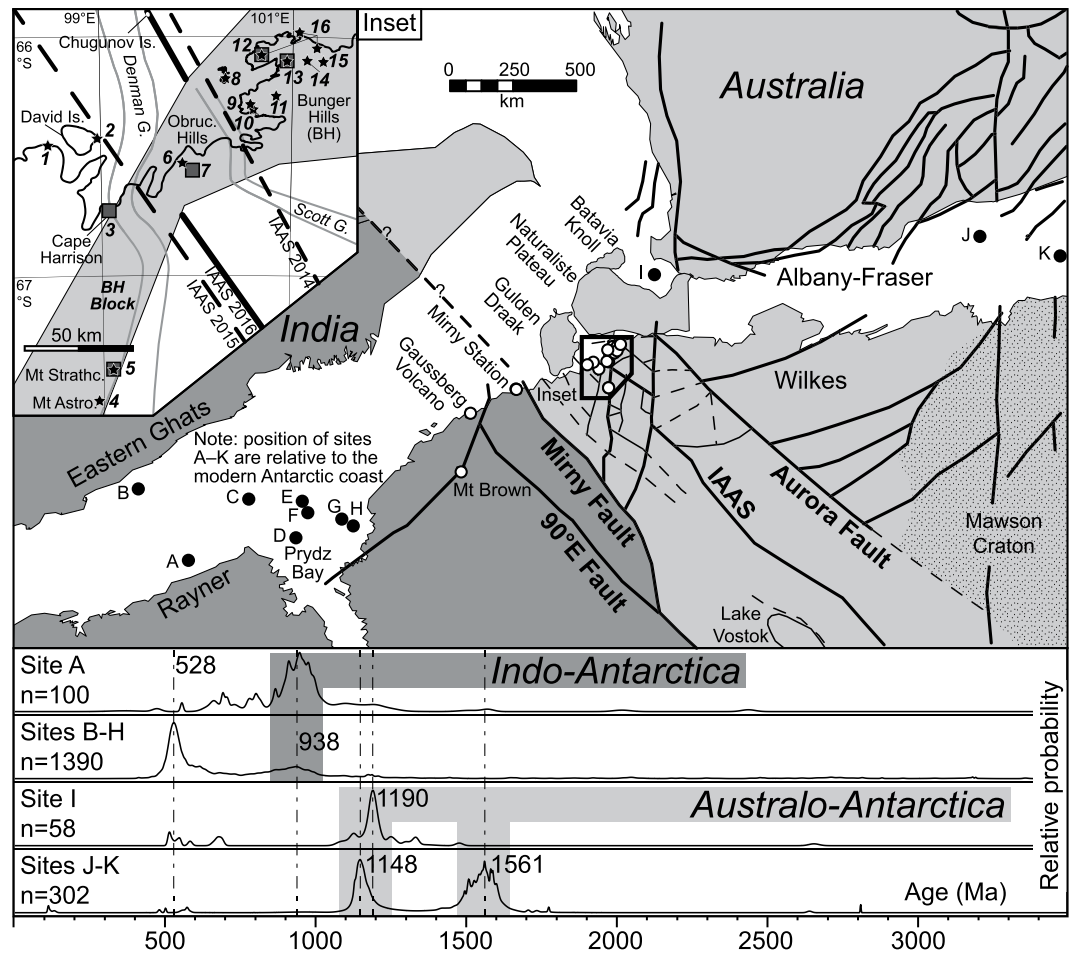 99°E
101°E
Inset
66
°S
Chugunov Is.
Denman G.
David Is.
1
2
3
Cape
Harrison
Obruc.
Hills
6
7
8
9
10
11
12
13
14
15
16
Bunger
Hills
(BH)
Scott G.
IAAS 2014
IAAS 2016
IAAS 2015
67
°S
BH
Block
50 km
Mt Strathc.
5
Mt Astro.
4
0 250 500
km
Australia
Batavia
Knoll
Naturaliste
Plateau
Gulden
Draak
?
?
Mirny Station
Gaussberg
Volcano
India
Eastern Ghats
Inset
I
J
K
Albany-Fraser
Wilkes
Note: position of sites
A–K are relative to the
modern Antarctic coast
B
C
E
F
G
H
D
A
Prydz
Bay
Rayner
Mt Brown
Mirny Fault
90°E Fault
IAAS
Aurora Fault
Mawson
Craton
Lake
Vostok
Site A
n=100
528
Indo-Antarctica
Sites B-H
n=1390
938
Site I
n=58
1190
Australo-Antarctica
Sites J-K
n=302
1148
1561
Age (Ma)
Relative probability
500 1000 1500 2000 2500 3000